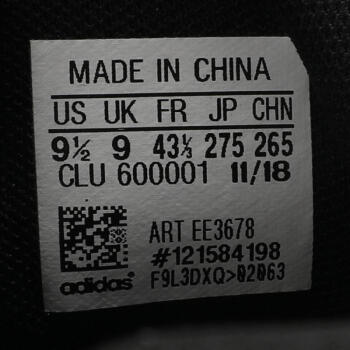 MADE IN CHINA
US UK FR JP CHN
9½ 9 43⅓ 275 265
CLU 600001 11/18
ART EE3678
#121584198
adidas F9L3DXQ>02063